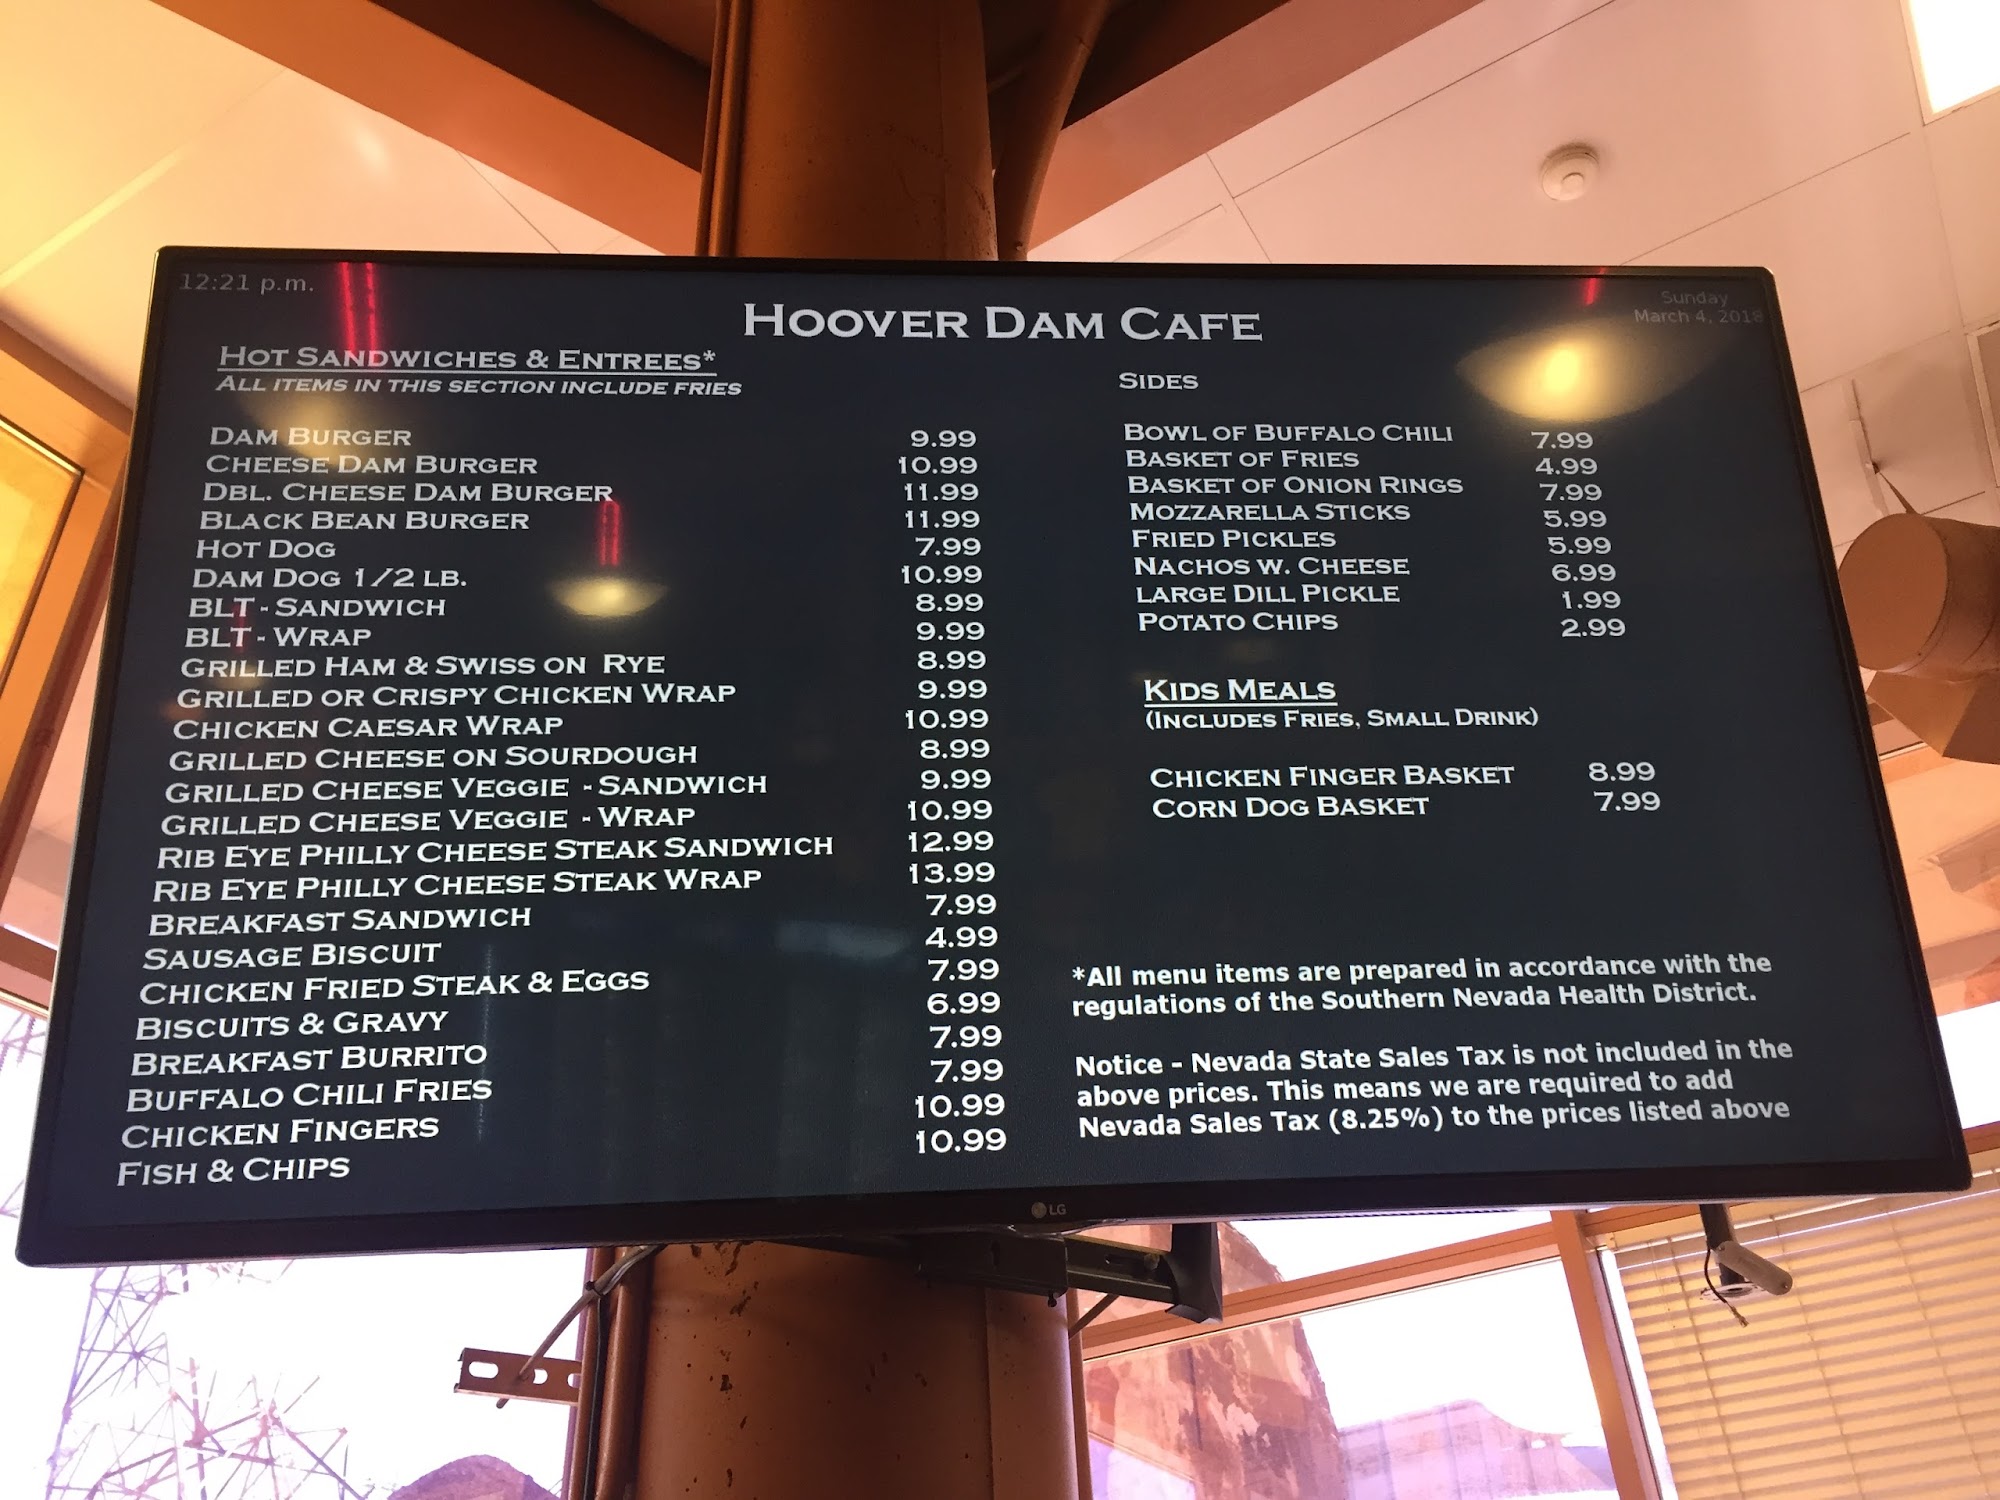 12:21 p.m.
Sunday
March 4, 2018
HOOVER DAM CAFE
HOT SANDWICHES & ENTREES*
ALL ITEMS IN THIS SECTION INCLUDE FRIES
DAM BURGER 9.99
CHEESE DAM BURGER 10.99
DBL. CHEESE DAM BURGER 11.99
BLACK BEAN BURGER 11.99
HOT DOG 7.99
DAM DOG 1/2 LB. 10.99
BLT - SANDWICH 8.99
BLT - WRAP 9.99
GRILLED HAM & SWISS ON RYE 8.99
GRILLED OR CRISPY CHICKEN WRAP 9.99
CHICKEN CAESAR WRAP 10.99
GRILLED CHEESE ON SOURDOUGH 8.99
GRILLED CHEESE VEGGIE - SANDWICH 9.99
GRILLED CHEESE VEGGIE - WRAP 10.99
RIB EYE PHILLY CHEESE STEAK SANDWICH 12.99
RIB EYE PHILLY CHEESE STEAK WRAP 13.99
BREAKFAST SANDWICH 7.99
SAUSAGE BISCUIT 4.99
CHICKEN FRIED STEAK & EGGS 7.99
BISCUITS & GRAVY 6.99
BREAKFAST BURRITO 7.99
BUFFALO CHILI FRIES 7.99
CHICKEN FINGERS 10.99
FISH & CHIPS 10.99
SIDES
BOWL OF BUFFALO CHILI 7.99
BASKET OF FRIES 4.99
BASKET OF ONION RINGS 7.99
MOZZARELLA STICKS 5.99
FRIED PICKLES 5.99
NACHOS W. CHEESE 6.99
LARGE DILL PICKLE 1.99
POTATO CHIPS 2.99
KIDS MEALS
(INCLUDES FRIES, SMALL DRINK)
CHICKEN FINGER BASKET 8.99
CORN DOG BASKET 7.99
*All menu items are prepared in accordance with the
regulations of the Southern Nevada Health District.
Notice - Nevada State Sales Tax is not included in the
above prices. This means we are required to add
Nevada Sales Tax (8.25%) to the prices listed above
LG